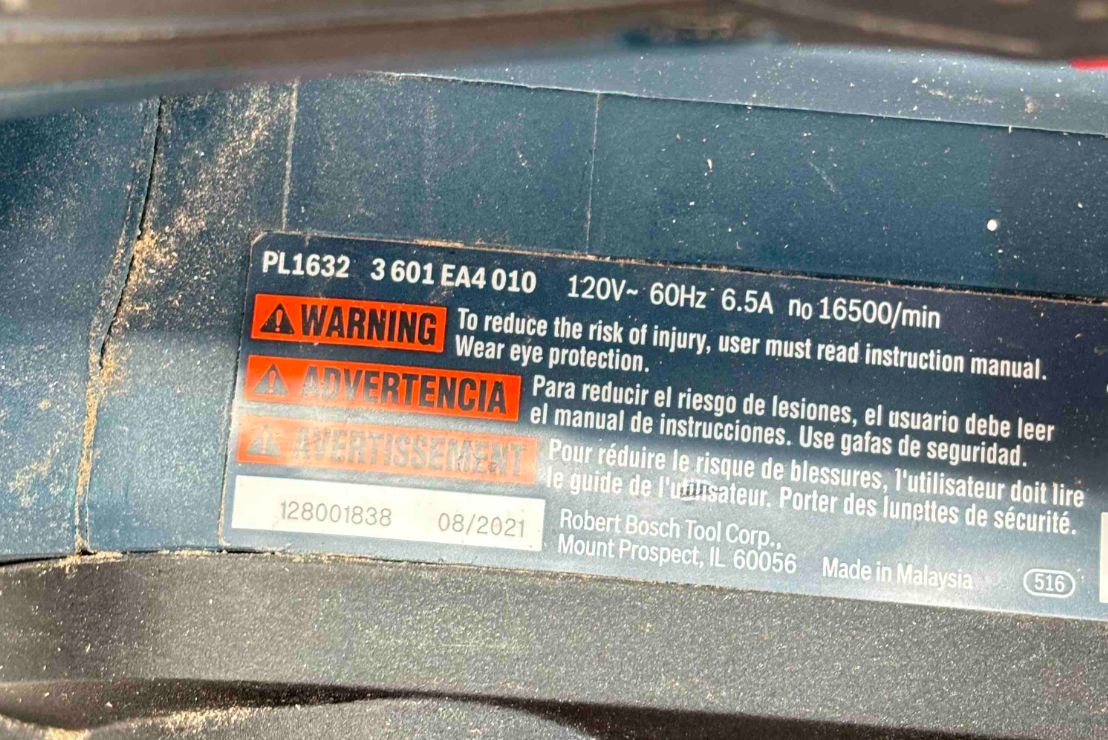 PL1632 3 601 EA4 010 120V~ 60Hz 6.5A n₀ 16500/min
WARNING To reduce the risk of injury, user must read instruction manual.
Wear eye protection.
ADVERTENCIA Para reducir el riesgo de lesiones, el usuario debe leer
el manual de instrucciones. Use gafas de seguridad.
AVERTISSEMENT Pour réduire le risque de blessures, l'utilisateur doit lire
le guide de l'utilisateur. Porter des lunettes de sécurité.
128001838 08/2021
Robert Bosch Tool Corp.,
Mount Prospect, IL 60056 Made in Malaysia 516